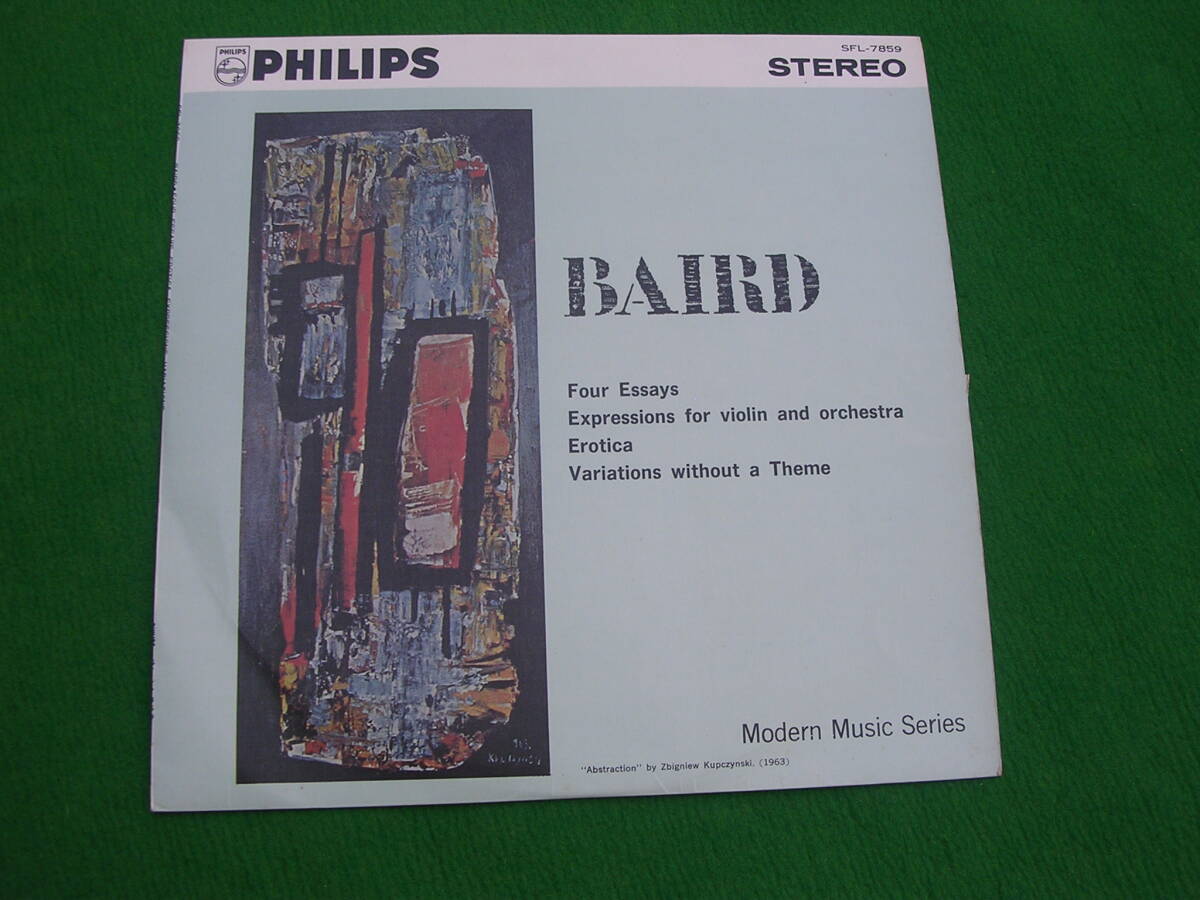 PHILIPS
PHILIPS
SFL-7859
STEREO
BAIRD
Four Essays
Expressions for violin and orchestra
Erotica
Variations without a Theme
Modern Music Series
"Abstraction" by Zbigniew Kupczynski. (1963)